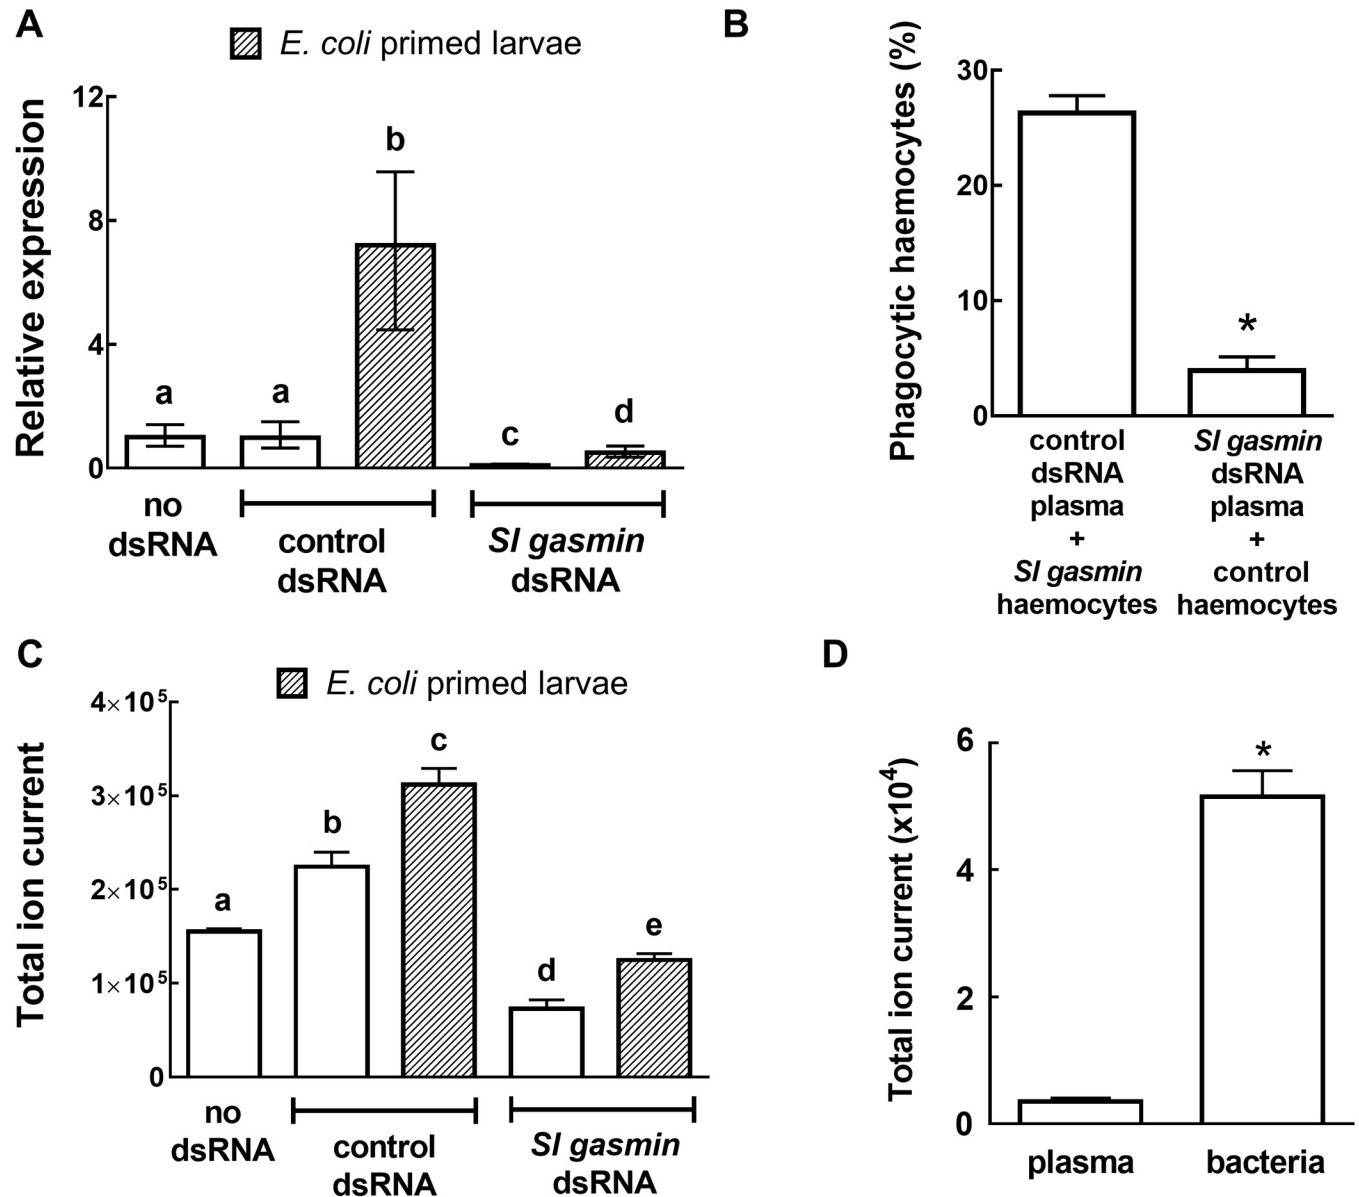 A
E. coli primed larvae
Relative expression
12
8
4
0
a
a
b
c
d
no
dsRNA
control
dsRNA
Sl gasmin
dsRNA
B
Phagocytic haemocytes (%)
30
20
10
0
*
control
dsRNA
plasma
+
Sl gasmin
haemocytes
Sl gasmin
dsRNA
plasma
+
control
haemocytes
C
E. coli primed larvae
Total ion current
4×10⁵
3×10⁵
2×10⁵
1×10⁵
0
a
b
c
d
e
no
dsRNA
control
dsRNA
Sl gasmin
dsRNA
D
Total ion current (x10⁴)
6
4
2
0
*
plasma
bacteria